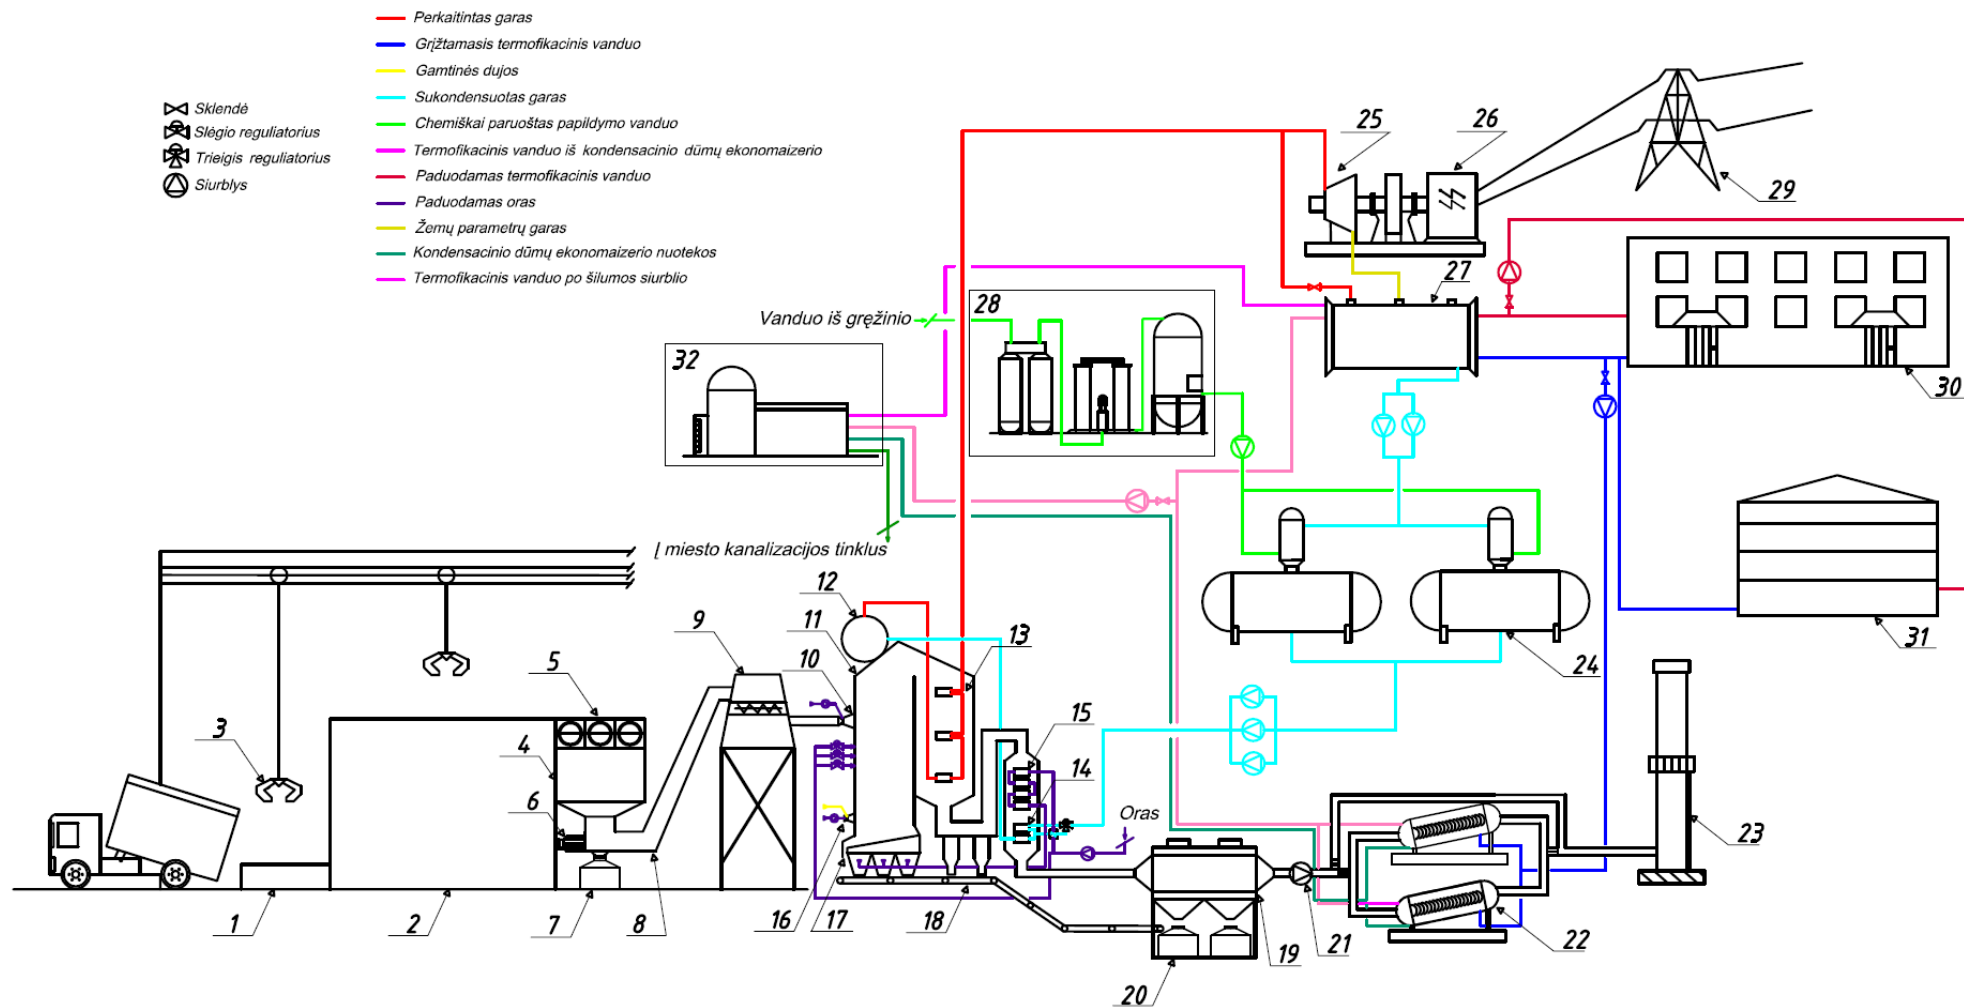 Perkaitintas garas
Grįžtamasis termofikacinis vanduo
Gamtinės dujos
Sukondensuotas garas
Chemiškai paruoštas papildymo vanduo
Termofikacinis vanduo iš kondensacinio dūmų ekonomaizerio
Paduodamas termofikacinis vanduo
Paduodamas oras
Žemų parametrų garas
Kondensacinio dūmų ekonomaizerio nuotekos
Termofikacinis vanduo po šilumos siurblio
Sklendė
Slėgio reguliatorius
Trieigis reguliatorius
Siurblys
25
26
29
27
28
Vanduo iš gręžinio
32
30
Į miesto kanalizacijos tinklus
12
11
10
9
13
5
4
3
6
15
14
24
31
Oras
23
1
2
7
8
16
17
18
19
20
21
22